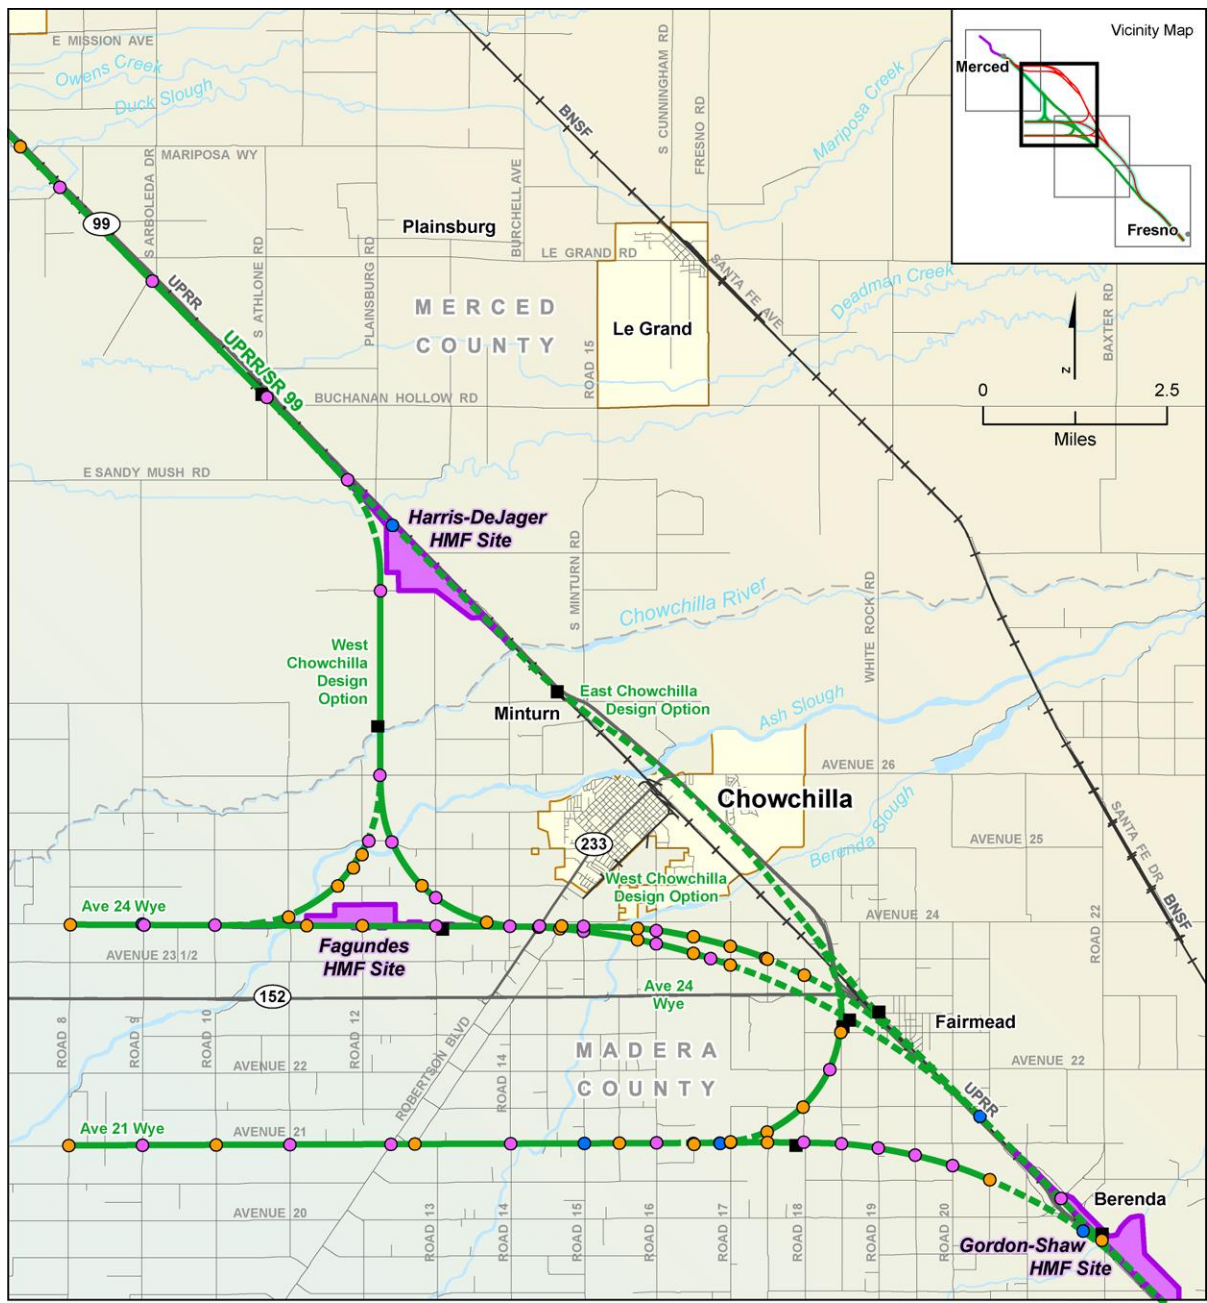 E MISSION AVE
Owens Creek
Duck Slough
MARIPOSA WY
S ARBOLEDA DR
99
UPRR
S ATHLONE RD
PLAINSBURG RD
BURCHELL AVE
Plainsburg
BNSF
S CUNNINGHAM RD
FRESNO RD
Mariposa Creek
Vicinity Map
Merced
Fresno
LE GRAND RD
SANTA FE AVE
Deadman Creek
MERCED
COUNTY
Le Grand
ROAD 15
BAXTER RD
N
0 2.5
Miles
UPRR/SR 99
BUCHANAN HOLLOW RD
E SANDY MUSH RD
Harris-DeJager
HMF Site
S MINTURN RD
Chowchilla River
WHITE ROCK RD
West
Chowchilla
Design
Option
East Chowchilla
Design Option
Minturn
Ash Slough
AVENUE 26
Chowchilla
Berenda Slough
AVENUE 25
SANTA FE DR
BNSF
233
West Chowchilla
Design Option
Ave 24 Wye
AVENUE 24
ROAD 22
Fagundes
HMF Site
AVENUE 23 1/2
152
Ave 24
Wye
Fairmead
ROAD 8
ROAD 9
ROAD 10
ROAD 12
ROBERTSON BLVD
ROAD 14
MADERA
COUNTY
AVENUE 22
AVENUE 22
UPRR
Ave 21 Wye
AVENUE 21
AVENUE 20
ROAD 13
ROAD 14
ROAD 15
ROAD 16
ROAD 17
ROAD 18
ROAD 19
ROAD 20
Berenda
Gordon-Shaw
HMF Site